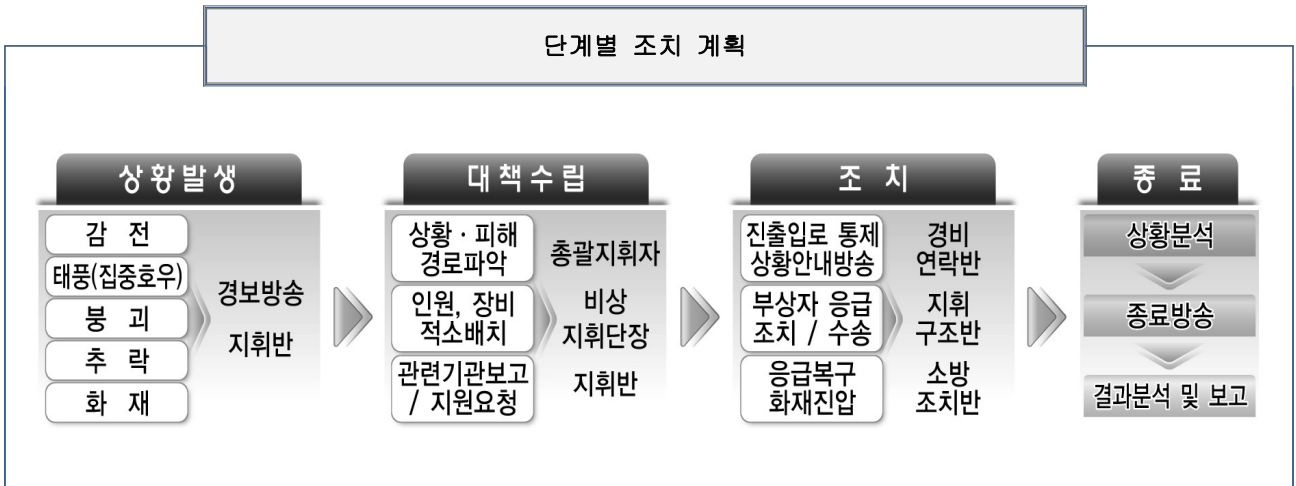 단계별 조치 계획
상황발생
감 전
태풍(집중호우)
붕 괴
추 락
화 재
경보방송
지휘반
대책수립
상황·피해
경로파악
인원, 장비
적소배치
관련기관보고
/ 지원요청
총괄지휘자
비상
지휘단장
지휘반
조 치
진출입로 통제
상황안내방송
부상자 응급
조치 / 수송
응급복구
화재진압
경비
연락반
지휘
구조반
소방
조치반
종 료
상황분석
종료방송
결과분석 및 보고